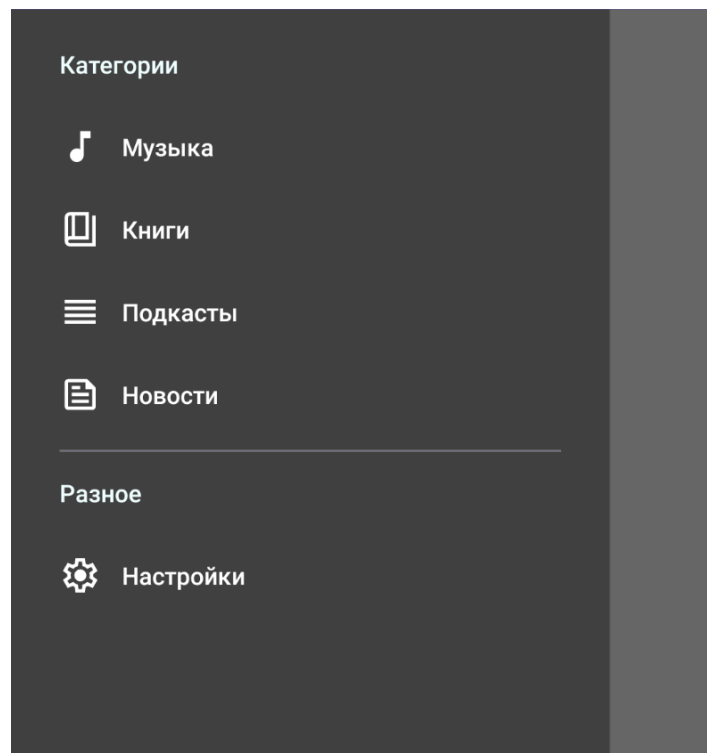 Категории
Музыка
Книги
Подкасты
Новости
Разное
Настройки